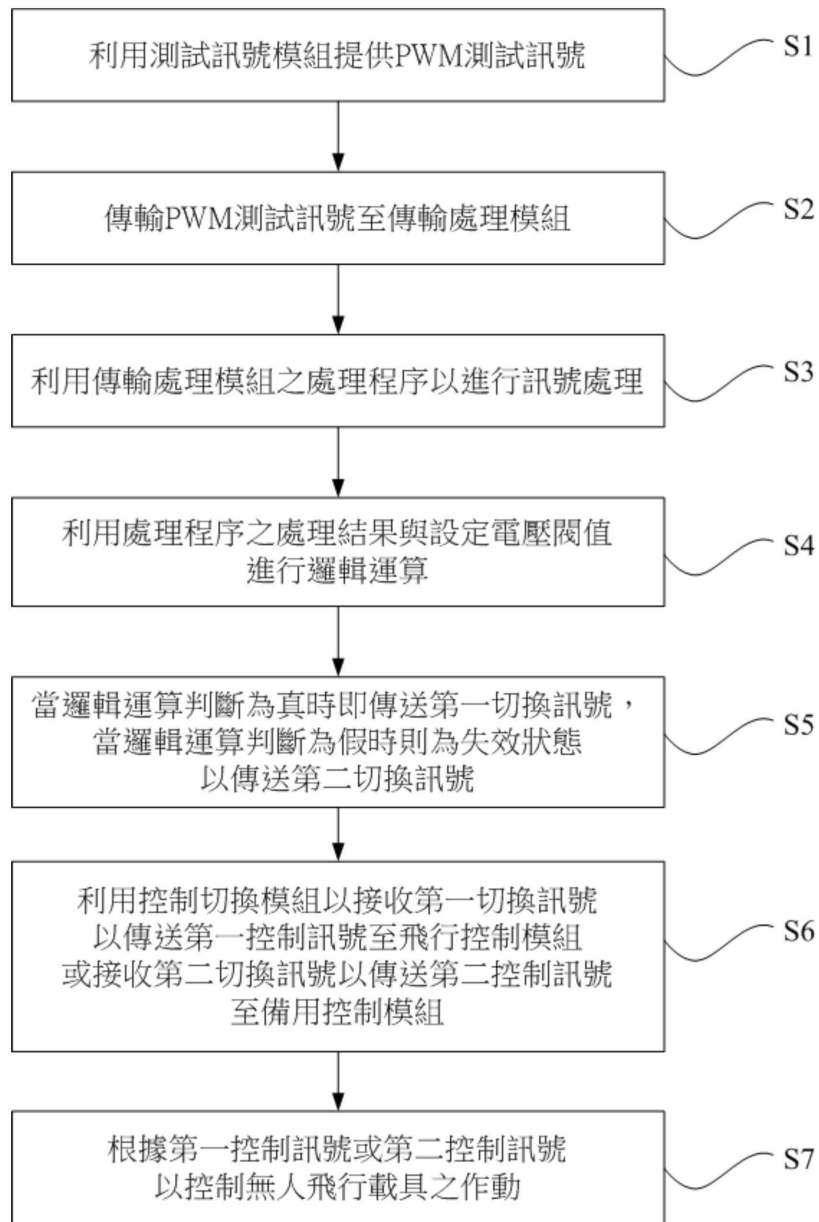 利用測試訊號模組提供PWM測試訊號
S1
傳輸PWM測試訊號至傳輸處理模組
S2
利用傳輸處理模組之處理程序以進行訊號處理
S3
利用處理程序之處理結果與設定電壓閥值
進行邏輯運算
S4
當邏輯運算判斷為真時即傳送第一切換訊號，
當邏輯運算判斷為假時則為失效狀態
以傳送第二切換訊號
S5
利用控制切換模組以接收第一切換訊號
以傳送第一控制訊號至飛行控制模組
或接收第二切換訊號以傳送第二控制訊號
至備用控制模組
S6
根據第一控制訊號或第二控制訊號
以控制無人飛行載具之作動
S7